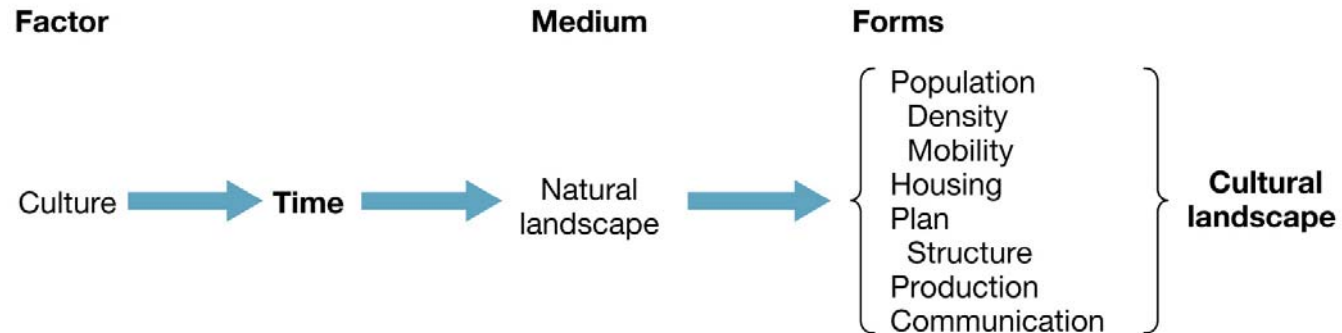 Factor
Medium
Forms
Culture
Time
Natural
landscape
Population
Density
Mobility
Housing
Plan
Structure
Production
Communication
Cultural
landscape